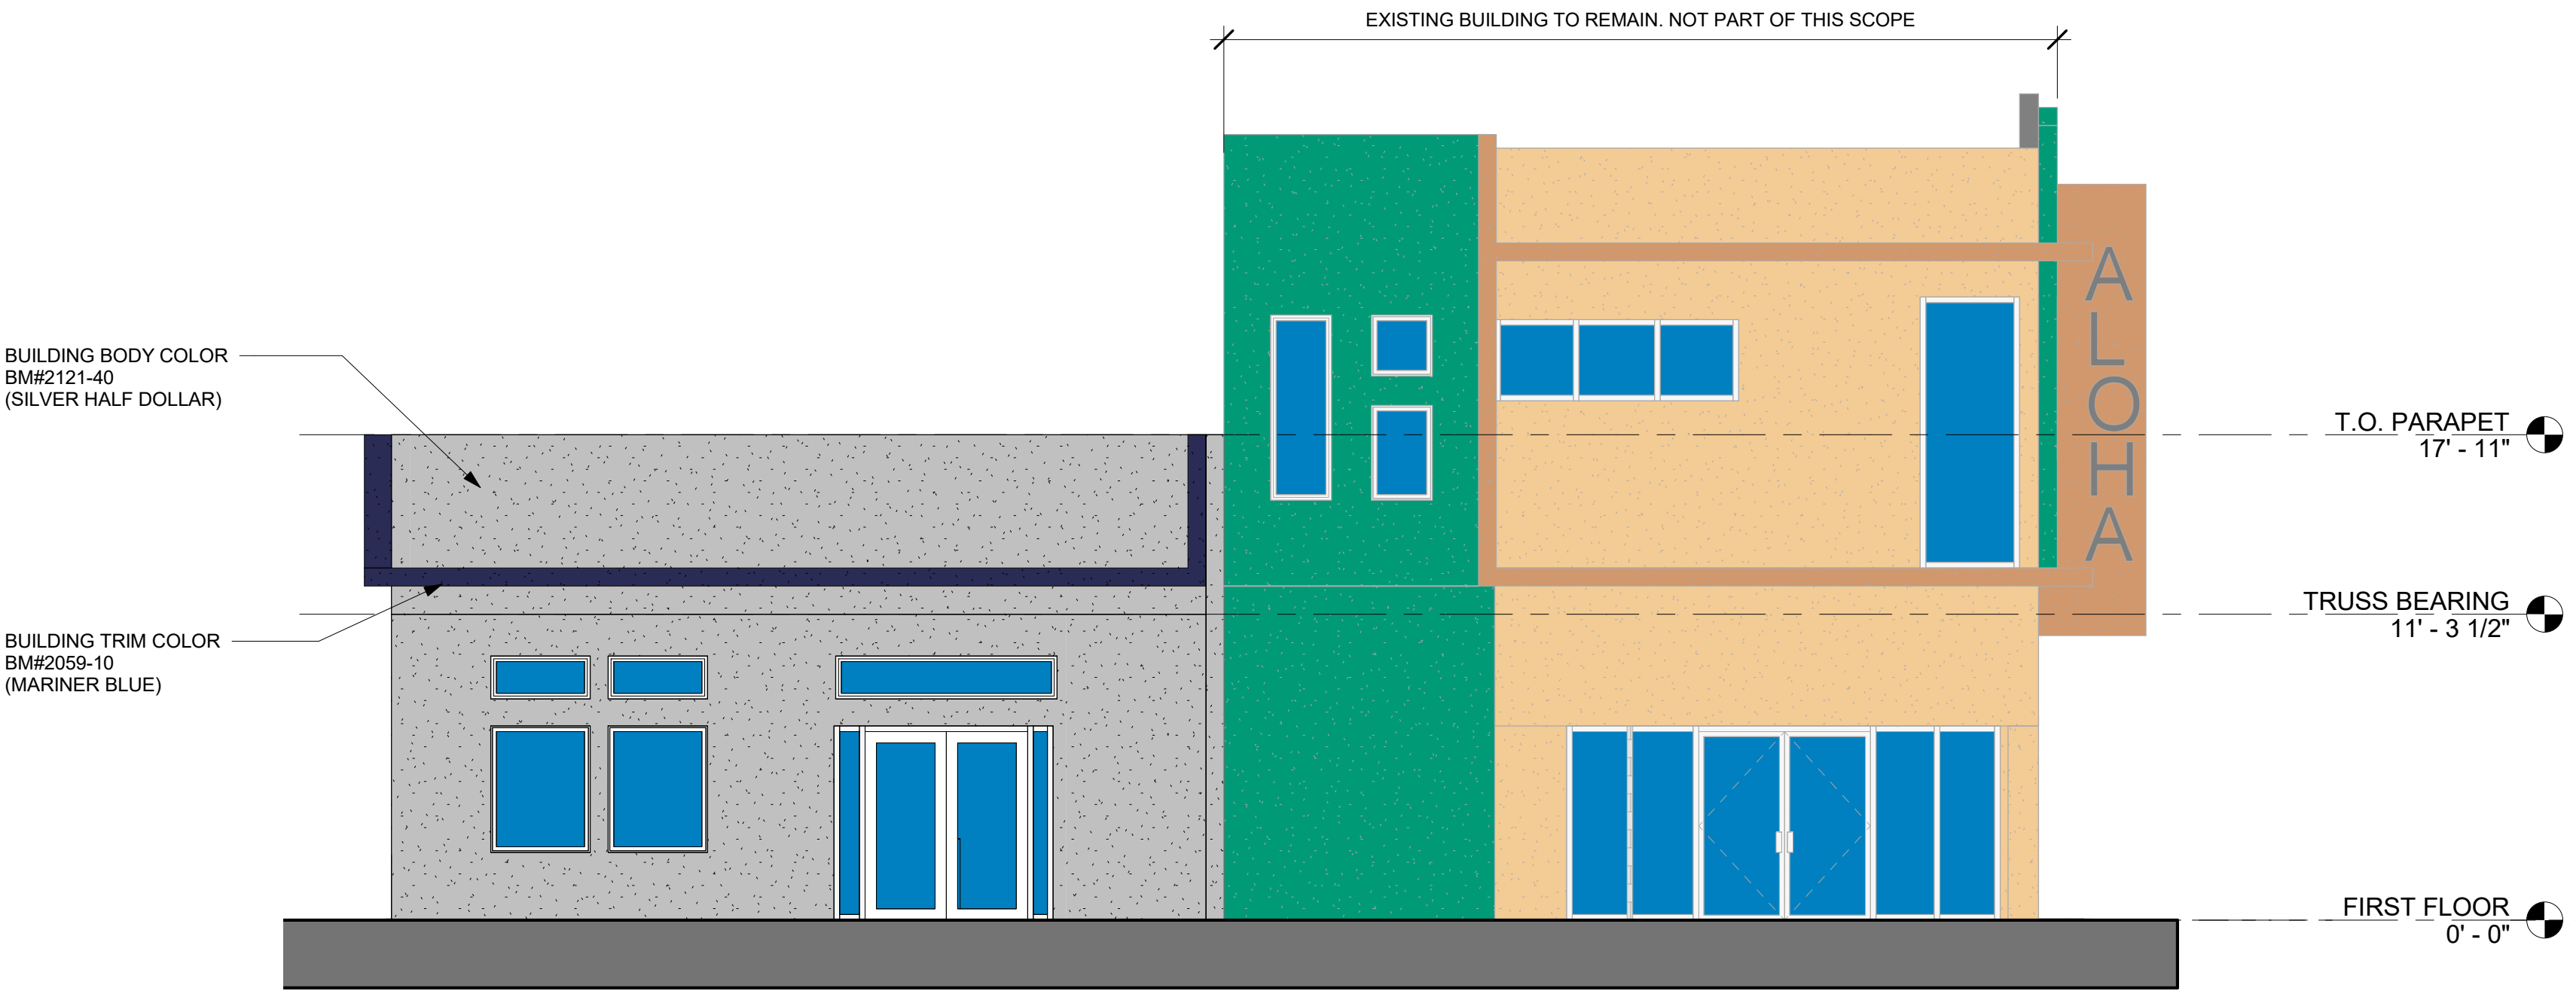 EXISTING BUILDING TO REMAIN. NOT PART OF THIS SCOPE
BUILDING BODY COLOR
BM#2121-40
(SILVER HALF DOLLAR)
BUILDING TRIM COLOR
BM#2059-10
(MARINER BLUE)
A
L
O
H
A
T.O. PARAPET
17' - 11"
TRUSS BEARING
11' - 3 1/2"
FIRST FLOOR
0' - 0"